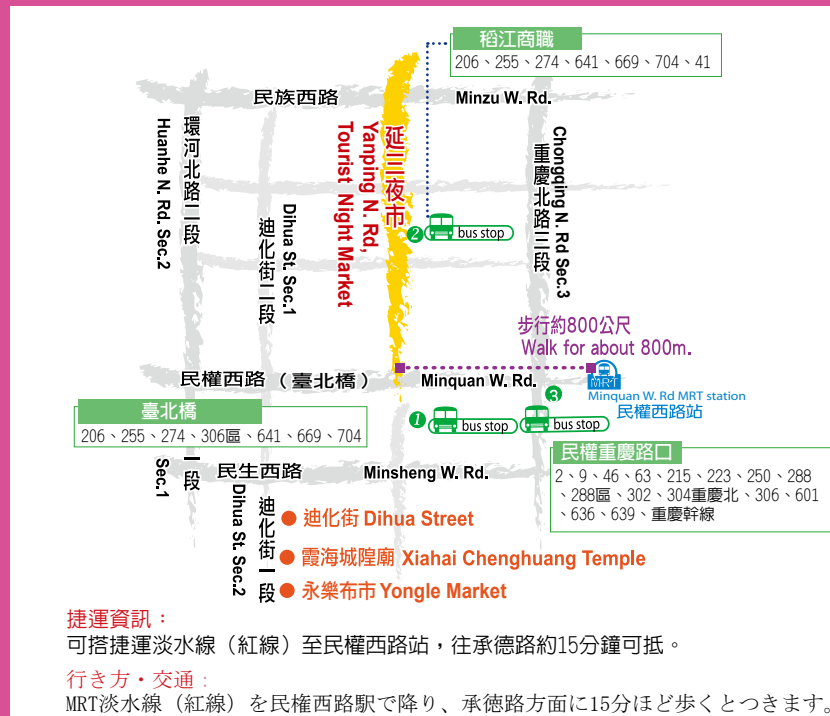 稻江商職
206、255、274、641、669、704、41
民族西路
Minzu W. Rd.
環河北路二段
Huanhe N. Rd. Sec.2
迪化街二段
Dihua St. Sec.1
延三夜市
Yanping N. Rd,
Tourist Night Market
重慶北路三段
Chongqing N. Rd Sec.3
2 bus stop
步行約800公尺
Walk for about 800m.
民權西路（臺北橋）
Minquan W. Rd.
MRT
Minquan W. Rd MRT station
民權西路站
臺北橋
206、255、274、306區、641、669、704
1 bus stop
3 bus stop
民權重慶路口
2、9、46、63、215、223、250、288
、288區、302、304重慶北、306、601
、636、639、重慶幹線
一段
Sec.1
民生西路
Minsheng W. Rd.
迪化街一段
Dihua St. Sec.2
迪化街 Dihua Street
霞海城隍廟 Xiahai Chenghuang Temple
永樂布市 Yongle Market
捷運資訊：
可搭捷運淡水線（紅線）至民權西路站，往承德路約15分鐘可抵。
行き方・交通：
MRT淡水線（紅線）を民権西路駅で降り、承徳路方面に15分ほど歩くとつきます。